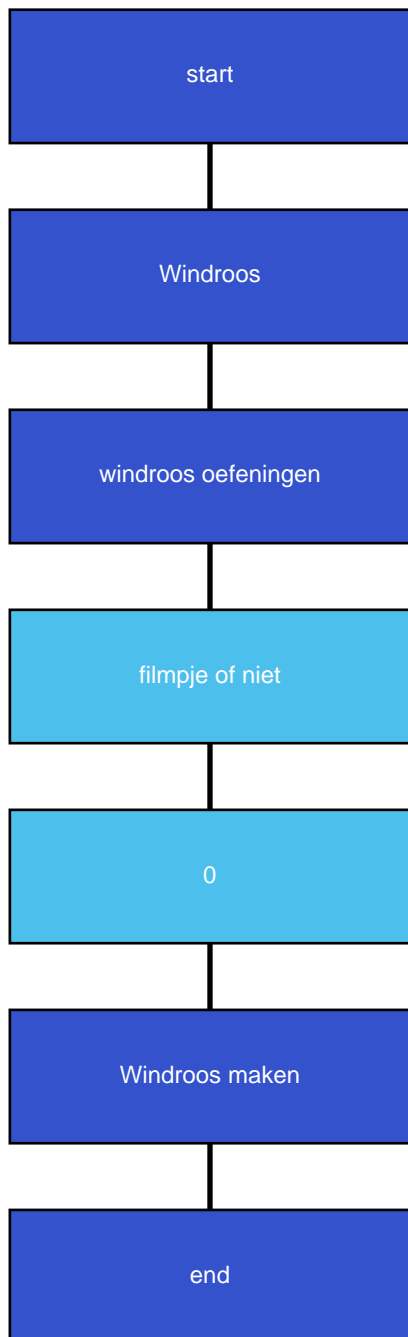 start
Windroos
windroos oefeningen
filmpje of niet
0
Windroos maken
end